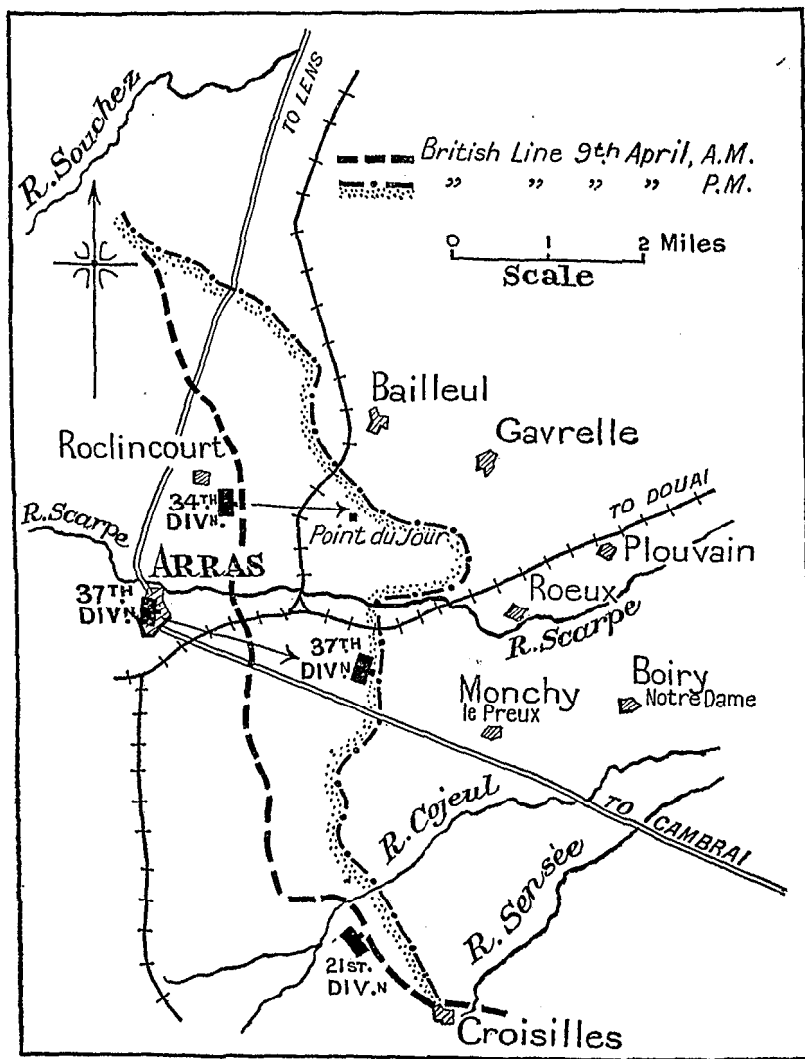 R. Souchez
TO LENS
British Line 9th April, A.M.
„ „ „ „ P.M.
0 1 2 Miles
Scale
Bailleul
Gavrelle
Roclincourt
34TH
DIVN.
Point du Jour
TO DOUAI
R. Scarpe
ARRAS
Plouvain
37TH
DIVN
Roeux
R. Scarpe
37TH
DIVN
Monchy
le Preux
Boiry
Notre Dame
R. Cojeul
TO CAMBRAI
R. Sensée
21ST.
DIV.N
Croisilles